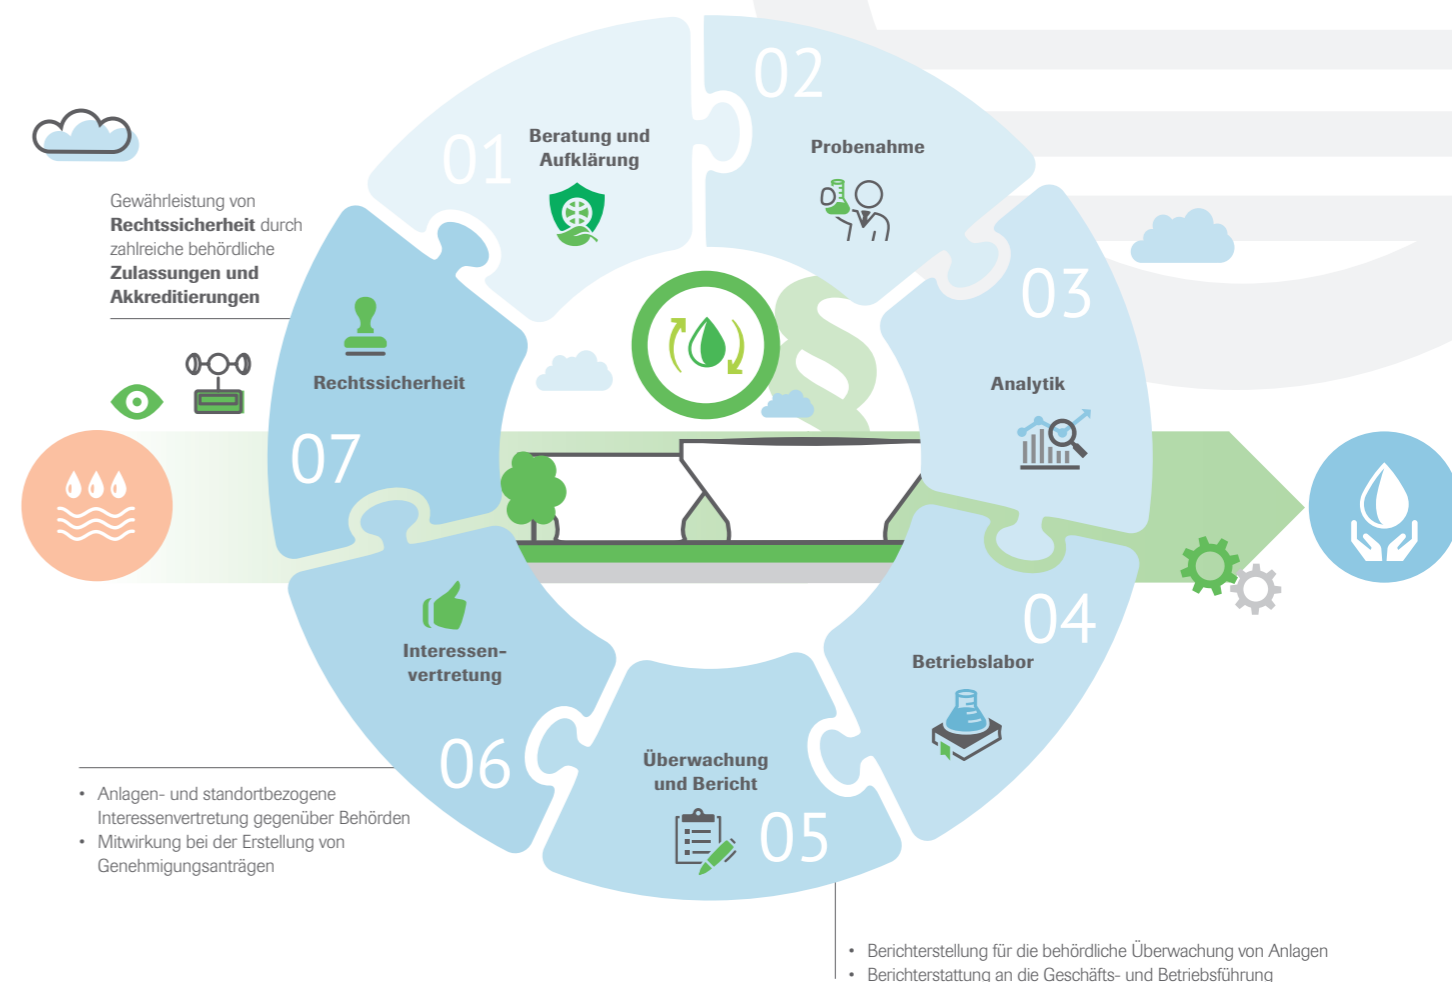 01
Beratung und
Aufklärung
02
Probenahme
03
Analytik
04
Betriebslabor
05
Überwachung
und Bericht
• Berichterstellung für die behördliche Überwachung von Anlagen
• Berichterstattung an die Geschäfts- und Betriebsführung
06
Interessen-
vertretung
• Anlagen- und standortbezogene
Interessenvertretung gegenüber Behörden
• Mitwirkung bei der Erstellung von
Genehmigungsanträgen
07
Rechtssicherheit
Gewährleistung von
Rechtssicherheit durch
zahlreiche behördliche
Zulassungen und
Akkreditierungen
§